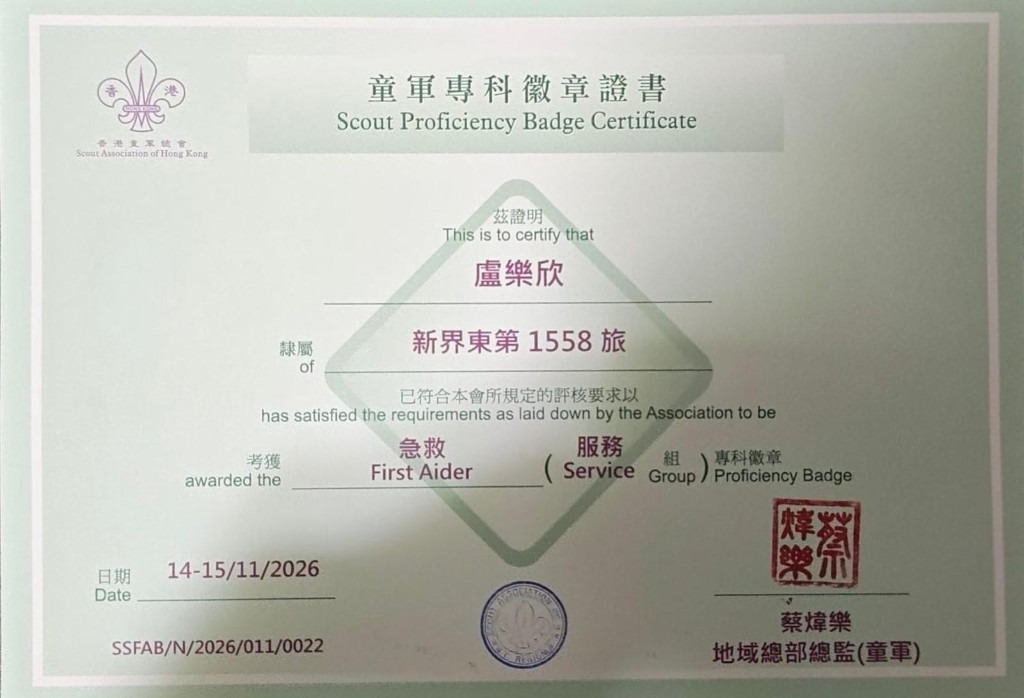 香港
HONG KONG
香港童軍總會
Scout Association of Hong Kong
童軍專科徽章證書
Scout Proficiency Badge Certificate
茲證明
This is to certify that
盧樂欣
隸屬
of
新界東第 1558 旅
已符合本會所規定的評核要求以
has satisfied the requirements as laid down by the Association to be
考獲
awarded the
急救
First Aider
(服務
Service
組
Group)
專科徽章
Proficiency Badge
蔡煒樂
日期
Date
14-15/11/2026
SSFAB/N/2026/011/0022
SCOUT ASSOCIATION OF
REGION
蔡煒樂
地域總部總監(童軍)